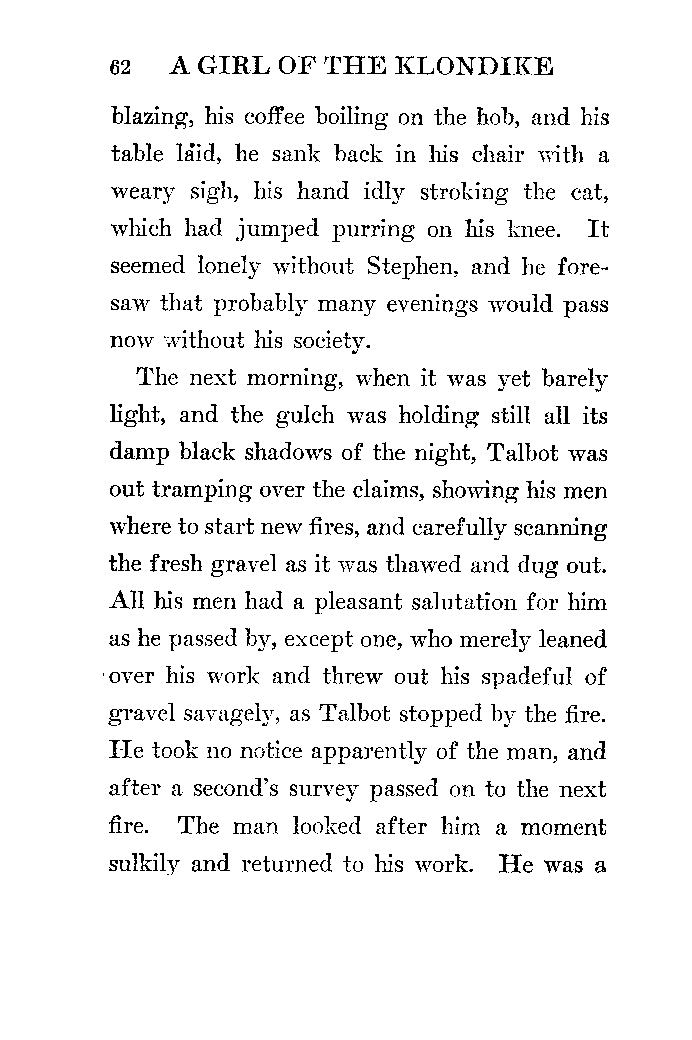 62 A GIRL OF THE KLONDIKE
blazing, his coffee boiling on the hob, and his
table laid, he sank back in his chair with a
weary sigh, his hand idly stroking the cat,
which had jumped purring on his knee. It
seemed lonely without Stephen, and he fore-
saw that probably many evenings would pass
now without his society.
The next morning, when it was yet barely
light, and the gulch was holding still all its
damp black shadows of the night, Talbot was
out tramping over the claims, showing his men
where to start new fires, and carefully scanning
the fresh gravel as it was thawed and dug out.
All his men had a pleasant salutation for him
as he passed by, except one, who merely leaned
over his work and threw out his spadeful of
gravel savagely, as Talbot stopped by the fire.
He took no notice apparently of the man, and
after a second's survey passed on to the next
fire. The man looked after him a moment
sulkily and returned to his work. He was a